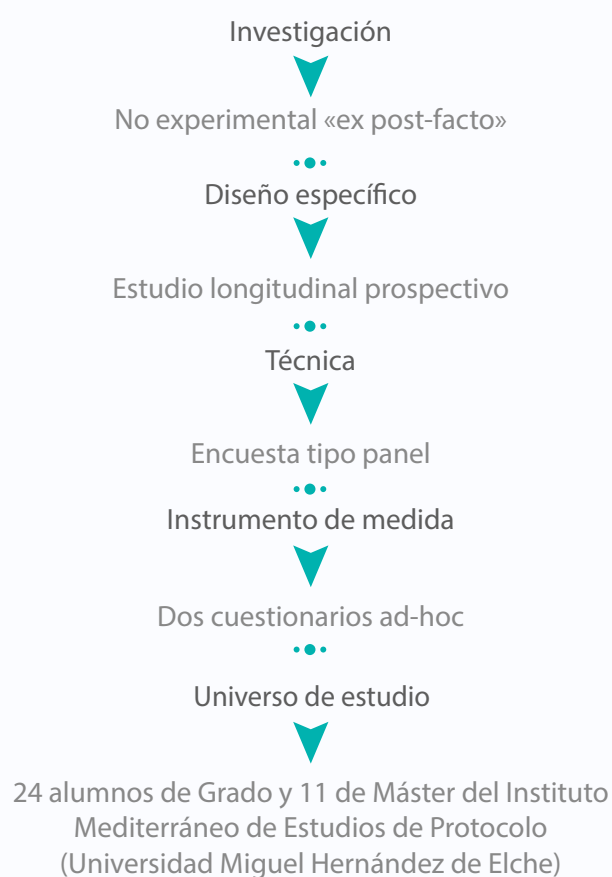 Investigación
No experimental «ex post-facto»
Diseño específico
Estudio longitudinal prospectivo
Técnica
Encuesta tipo panel
Instrumento de medida
Dos cuestionarios ad-hoc
Universo de estudio
24 alumnos de Grado y 11 de Máster del Instituto
Mediterráneo de Estudios de Protocolo
(Universidad Miguel Hernández de Elche)